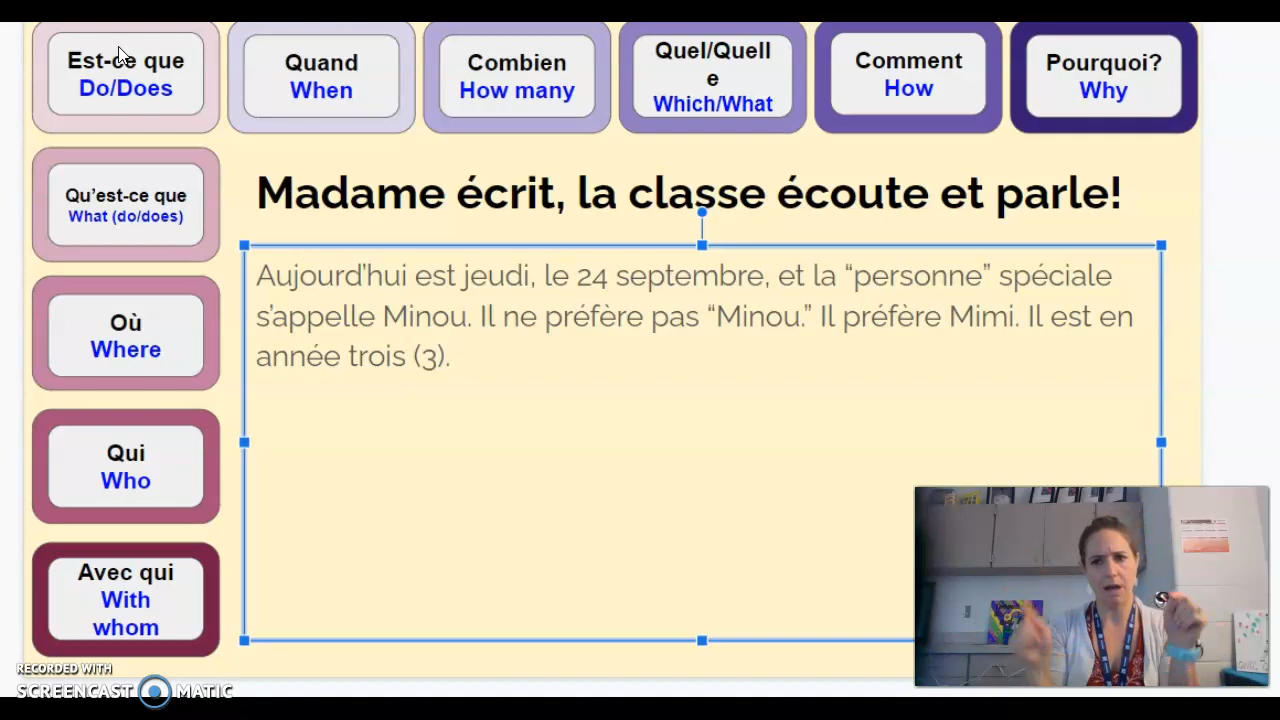 Est-ce que
Do/Does
Quand
When
Combien
How many
Quel/Quell
e
Which/What
Comment
How
Pourquoi?
Why
Qu'est-ce que
What (do/does)
Où
Where
Qui
Who
Avec qui
With
whom
Madame écrit, la classe écoute et parle!
Aujourd'hui est jeudi, le 24 septembre, et la “personne” spéciale
s'appelle Minou. Il ne préfère pas “Minou.” Il préfère Mimi. Il est en
année trois (3).
RECORDED WITH
SCREENCAST MATIC